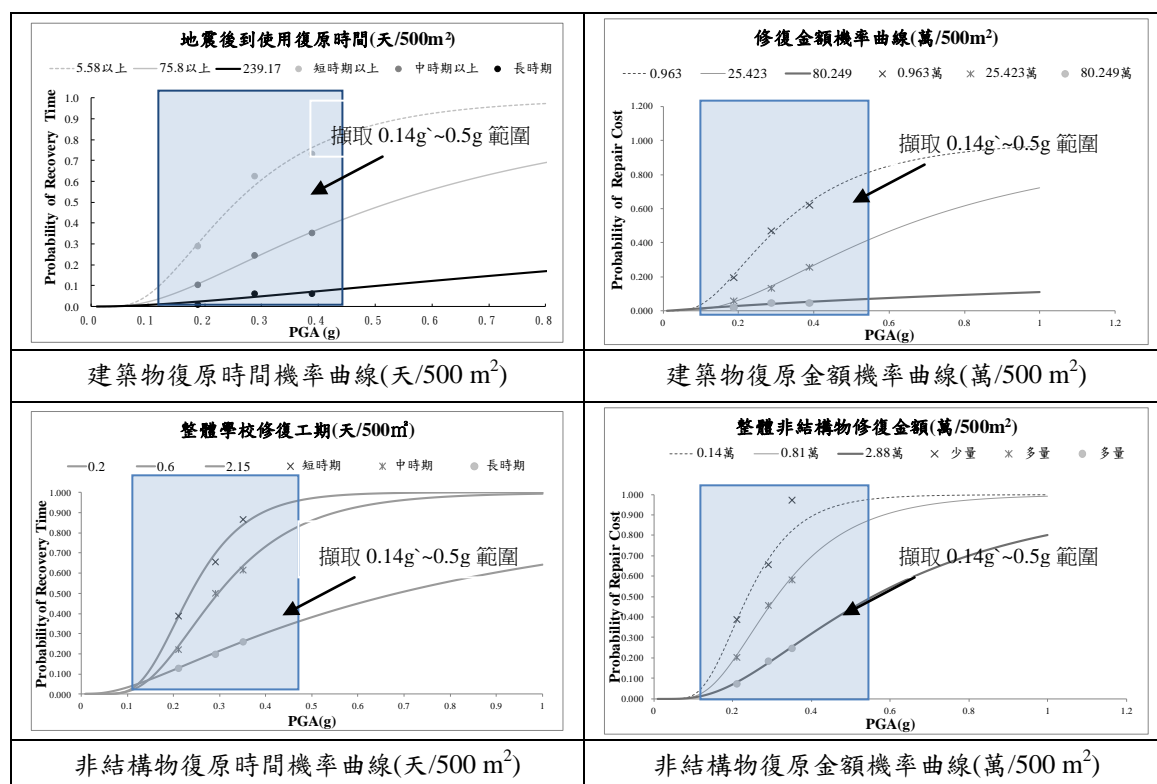 地震後到使用復原時間(天/500m²)
5.58以上 75.8以上 239.17 短時期以上 中時期以上 長時期
Probability of Recovery Time
1.0
0.9
0.8
0.7
0.6
0.5
0.4
0.3
0.2
0.1
0.0
擷取 0.14g`~0.5g 範圍
0.0 0.1 0.2 0.3 0.4 0.5 0.6 0.7 0.8
PGA (g)
修復金額機率曲線(萬/500m²)
0.963 25.423 80.249 0.963萬 25.423萬 80.249萬
Probability of Repair Cost
1.200
1.000
0.800
0.600
0.400
0.200
0.000
擷取 0.14g`~0.5g 範圍
0 0.2 0.4 0.6 0.8 1 1.2
PGA(g)
建築物復原時間機率曲線(天/500 m²)
建築物復原金額機率曲線(萬/500 m²)
整體學校修復工期(天/500㎡)
0.2 0.6 2.15 短時期 中時期 長時期
Probability of Recovery Time
1.000
0.900
0.800
0.700
0.600
0.500
0.400
0.300
0.200
0.100
0.000
擷取 0.14g`~0.5g 範圍
0 0.1 0.2 0.3 0.4 0.5 0.6 0.7 0.8 0.9 1
PGA(g)
整體非結構物修復金額(萬/500m²)
0.14萬 0.81萬 2.88萬 少量 多量 多量
Probability of Repair Cost
1.000
0.900
0.800
0.700
0.600
0.500
0.400
0.300
0.200
0.100
0.000
擷取 0.14g`~0.5g 範圍
0 0.2 0.4 0.6 0.8 1 1.2
PGA(g)
非結構物復原時間機率曲線(天/500 m²)
非結構物復原金額機率曲線(萬/500 m²)